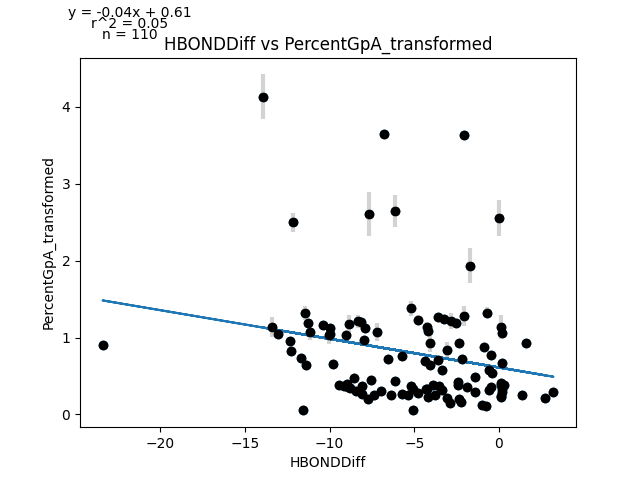 y = -0.04x + 0.61
r^2 = 0.05
n = 110
HBONDDiff vs PercentGpA_transformed
PercentGpA_transformed
4
3
2
1
0
−20
−15
−10
−5
0
HBONDDiff